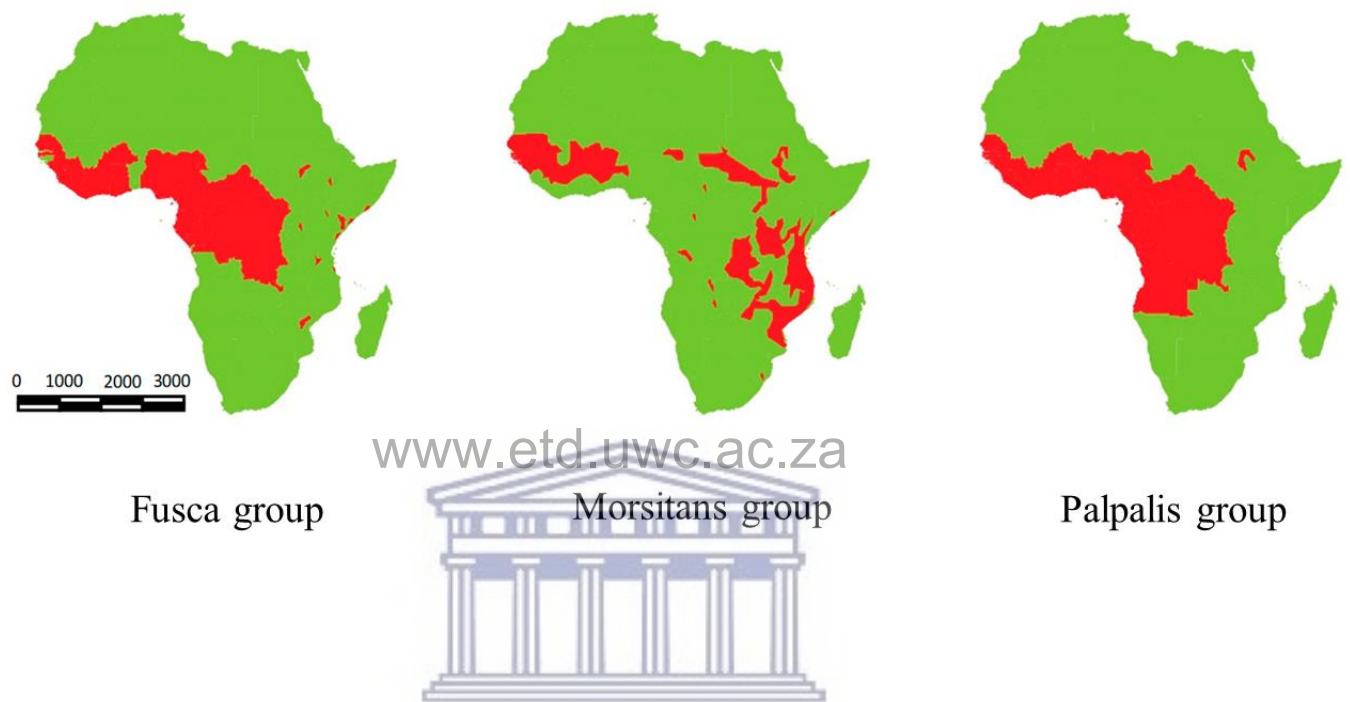 0 1000 2000 3000
www.etd.uwc.ac.za
Fusca group
Morsitans group
Palpalis group